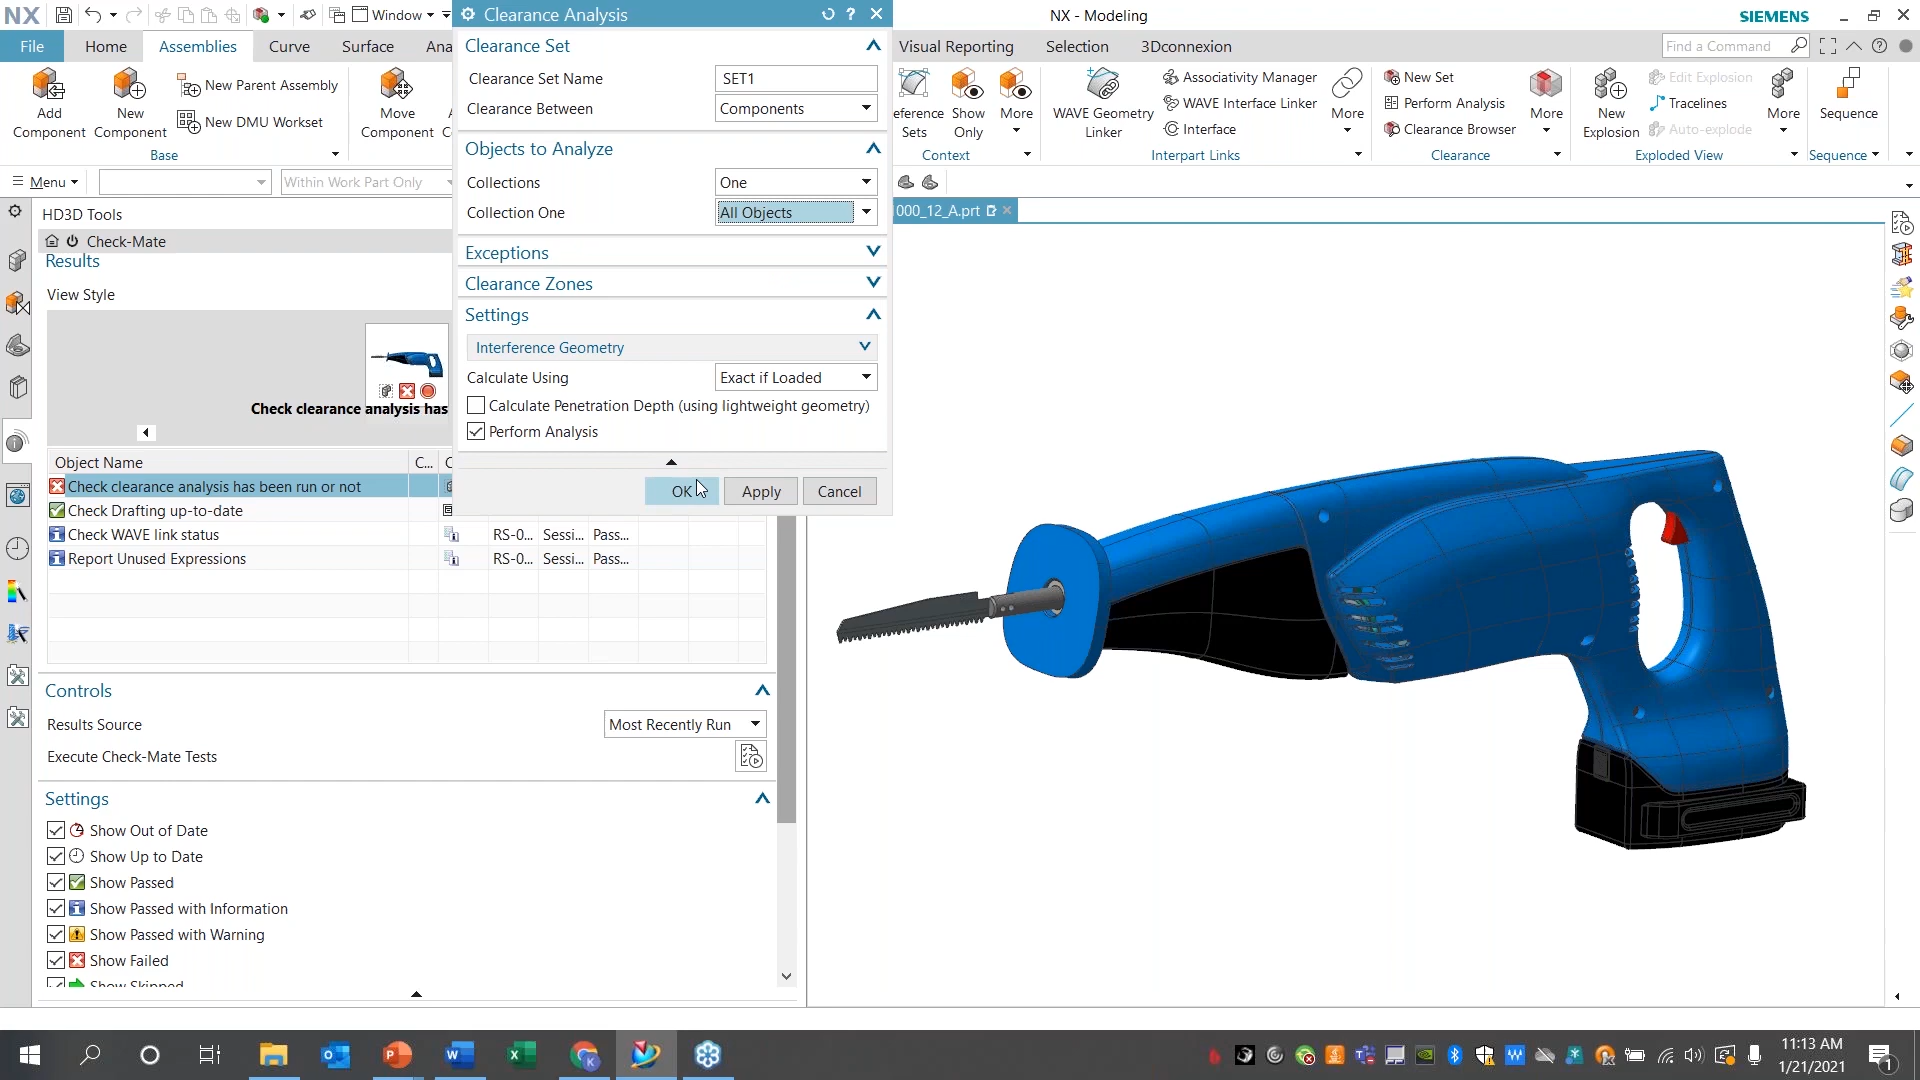 NX
Window
Clearance Analysis
NX - Modeling
SIEMENS
File
Home
Assemblies
Curve
Surface
Ana
Visual Reporting
Selection
3Dconnexion
Find a Command
Add
Component
New
Component
New Parent Assembly
New DMU Workset
Move
Component
Base
eference
Sets
Show
Only
More
Context
WAVE Geometry
Linker
Associativity Manager
WAVE Interface Linker
Interface
More
Interpart Links
New Set
Perform Analysis
Clearance Browser
More
Clearance
New
Explosion
Edit Explosion
Tracelines
Auto-explode
More
Exploded View
Sequence
Sequence
Menu
Within Work Part Only
000_12_A.prt
Clearance Set
Clearance Set Name
SET1
Clearance Between
Components
Objects to Analyze
Collections
One
Collection One
All Objects
Exceptions
Clearance Zones
Settings
Interference Geometry
Calculate Using
Exact if Loaded
Calculate Penetration Depth (using lightweight geometry)
Perform Analysis
OK
Apply
Cancel
HD3D Tools
Check-Mate
Results
View Style
Check clearance analysis has
Object Name
C...
Check clearance analysis has been run or not
Check Drafting up-to-date
Check WAVE link status
RS-0...
Sessi...
Pass...
Report Unused Expressions
RS-0...
Sessi...
Pass...
Controls
Results Source
Most Recently Run
Execute Check-Mate Tests
Settings
Show Out of Date
Show Up to Date
Show Passed
Show Passed with Information
Show Passed with Warning
Show Failed
Show Skipped
11:13 AM
1/21/2021
1